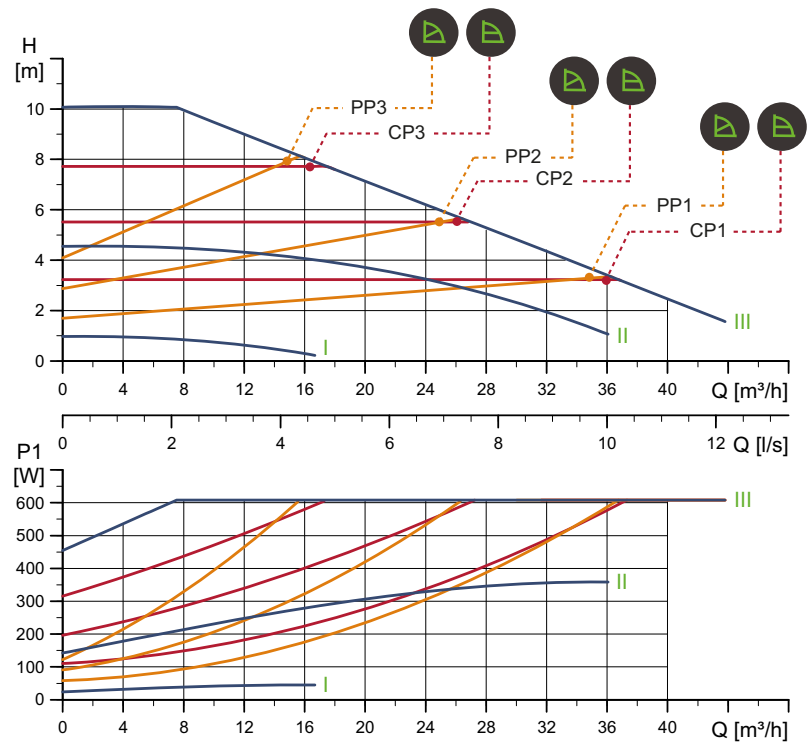 H
[m]
PP3
CP3
PP2
CP2
PP1
CP1
10
8
6
4
2
0
I
II
III
0 4 8 12 16 20 24 28 32 36 40 Q [m³/h]
0 2 4 6 8 10 12 Q [l/s]
P1
[W]
600
500
400
300
200
100
0
III
II
I
0 4 8 12 16 20 24 28 32 36 40 Q [m³/h]